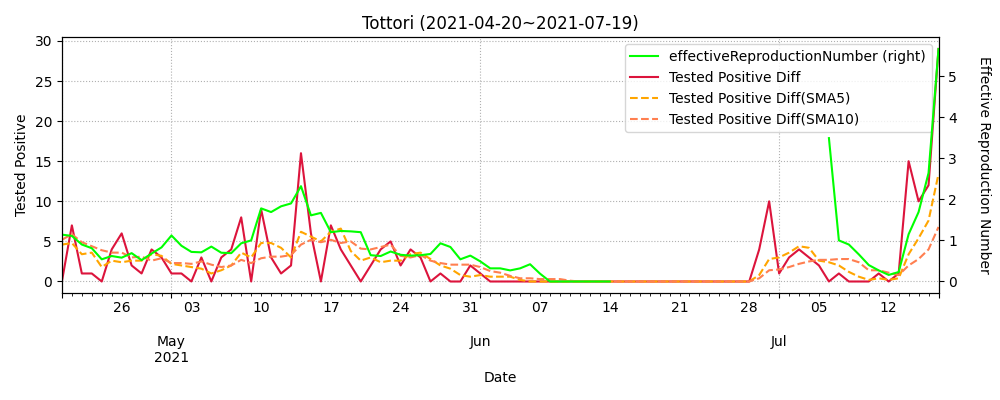 Tottori (2021-04-20~2021-07-19)
effectiveReproductionNumber (right)
Tested Positive Diff
Tested Positive Diff(SMA5)
Tested Positive Diff(SMA10)
Tested Positive
30
25
20
15
10
5
0
Effective Reproduction Number
5
4
3
2
1
0
26 03 10 17 24 31 07 14 21 28 05 12
May Jun Jul
2021
Date